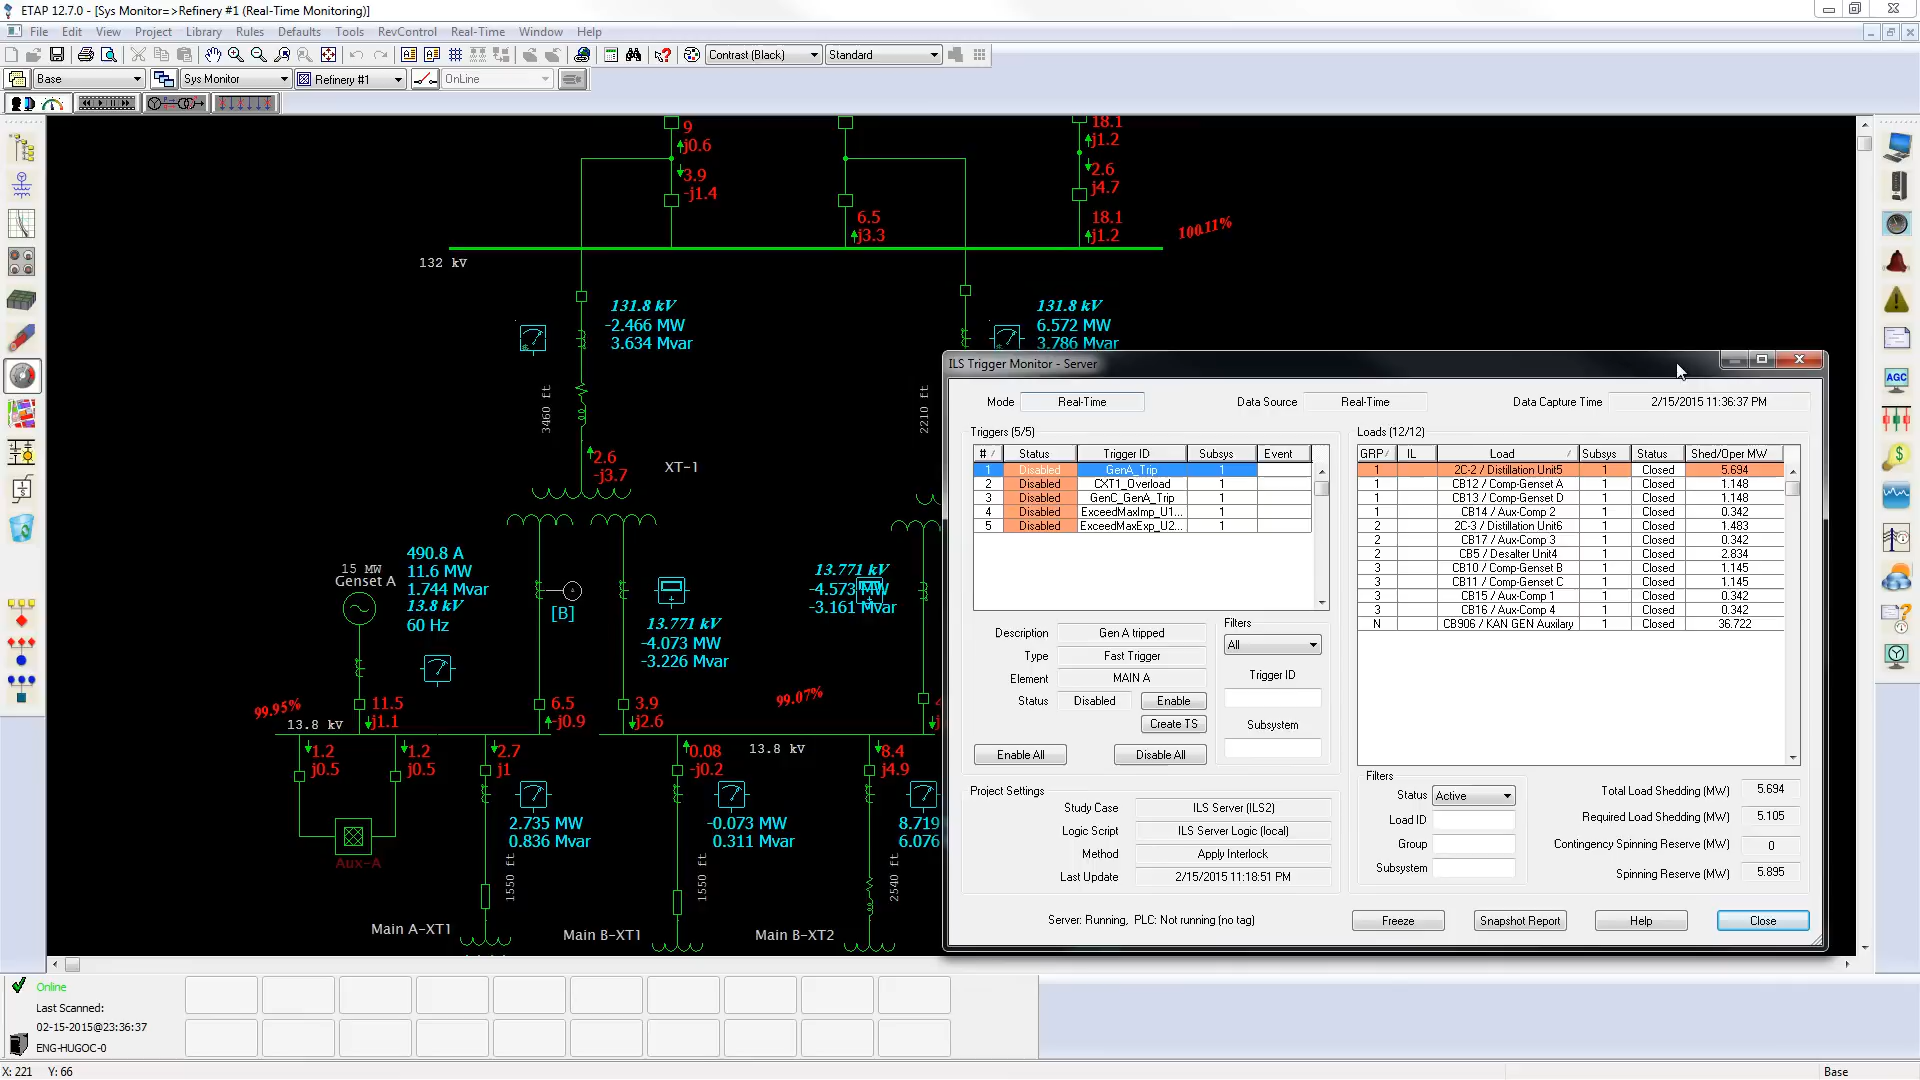 ETAP 12.7.0 - [Sys Monitor=>Refinery #1 (Real-Time Monitoring)]
File Edit View Project Library Rules Defaults Tools RevControl Real-Time Window Help
Contrast (Black) Standard
Base Sys Monitor Refinery #1 OnLine
9
j0.6
3.9
-j1.4
18.1
j1.2
2.6
j4.7
6.5
j3.3
18.1
j1.2
100.11%
132 kV
131.8 kV
-2.466 MW
3.634 Mvar
131.8 kV
6.572 MW
3.786 Mvar
3460 ft
2210 ft
2.6
-j3.7
XT-1
15 MW
Genset A
490.8 A
11.6 MW
1.744 Mvar
13.8 kV
60 Hz
[B]
13.771 kV
-4.073 MW
-3.226 Mvar
13.771 kV
-4.573 MW
-3.161 Mvar
99.95%
13.8 kV
11.5
j1.1
6.5
-j0.9
3.9
j2.6
99.07%
13.8 kV
1.2
j0.5
1.2
j0.5
2.7
j1
0.08
-j0.2
8.4
j4.9
2.735 MW
0.836 Mvar
-0.073 MW
0.311 Mvar
8.719
6.076
Aux-A
1550 ft
1550 ft
2540 ft
Main A-XT1
Main B-XT1
Main B-XT2
ILS Trigger Monitor - Server
Mode Real-Time Data Source Real-Time Data Capture Time 2/15/2015 11:36:37 PM
Triggers (5/5)
# Status Trigger ID Subsys Event
1 Disabled GenA_Trip 1
2 Disabled CXT1_Overload 1
3 Disabled GenC_GenA_Trip 1
4 Disabled ExceedMaxImp_U1... 1
5 Disabled ExceedMaxExp_U2... 1
Description Gen A tripped
Type Fast Trigger
Element MAIN A
Status Disabled Enable
Create TS
Enable All Disable All
Filters
All
Trigger ID
Subsystem
Project Settings
Study Case ILS Server (ILS2)
Logic Script ILS Server Logic (local)
Method Apply Interlock
Last Update 2/15/2015 11:18:51 PM
Server: Running, PLC: Not running (no tag)
Loads (12/12)
GRP IL Load Subsys Status Shed/Oper MW
1 2C-2 / Distillation Unit5 1 Closed 5.694
1 CB12 / Comp-Genset A 1 Closed 1.148
1 CB13 / Comp-Genset D 1 Closed 1.148
1 CB14 / Aux-Comp 2 1 Closed 0.342
2 2C-3 / Distillation Unit6 1 Closed 1.483
2 CB17 / Aux-Comp 3 1 Closed 0.342
2 CB5 / Desalter Unit4 1 Closed 2.834
3 CB10 / Comp-Genset B 1 Closed 1.145
3 CB11 / Comp-Genset C 1 Closed 1.145
3 CB15 / Aux-Comp 1 1 Closed 0.342
3 CB16 / Aux-Comp 4 1 Closed 0.342
N CB906 / KAN GEN Auxilary 1 Closed 36.722
Filters
Status Active
Load ID
Group
Subsystem
Total Load Shedding (MW) 5.694
Required Load Shedding (MW) 5.105
Contingency Spinning Reserve (MW) 0
Spinning Reserve (MW) 5.895
Freeze Snapshot Report Help Close
AGC
Online
Last Scanned:
02-15-2015@23:36:37
ENG-HUGOC-0
X: 221 Y: 66
Base